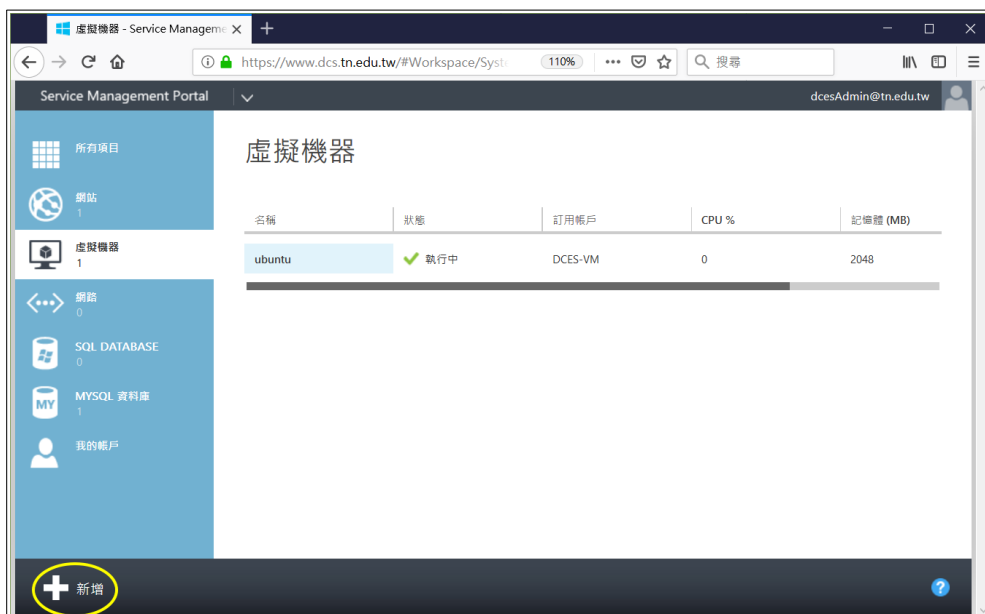 虛擬機器 - Service Manageme
https://www.dcs.tn.edu.tw/#Workspace/Syst
110%
搜尋
Service Management Portal
dcesAdmin@tn.edu.tw
所有項目
網站
1
虛擬機器
1
網路
0
SQL DATABASE
0
MY
MYSQL 資料庫
1
我的帳戶
虛擬機器
名稱 狀態 訂用帳戶 CPU % 記憶體 (MB)
ubuntu 執行中 DCES-VM 0 2048
新增
?